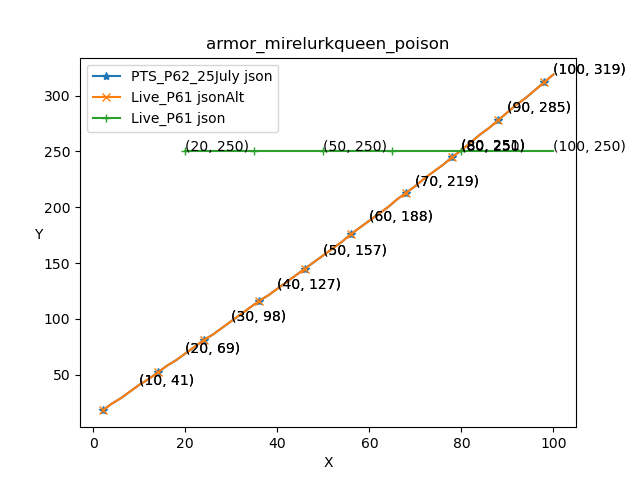 armor_mirelurkqueen_poison
PTS_P62_25July json
Live_P61 jsonAlt
Live_P61 json
(100, 319)
(90, 285)
(20, 250)
(50, 250)
(80, 250)
(80, 251)
(100, 250)
(70, 219)
(60, 188)
(50, 157)
(40, 127)
(30, 98)
(20, 69)
(10, 41)
300
250
200
150
100
50
Y
0 20 40 60 80 100
X